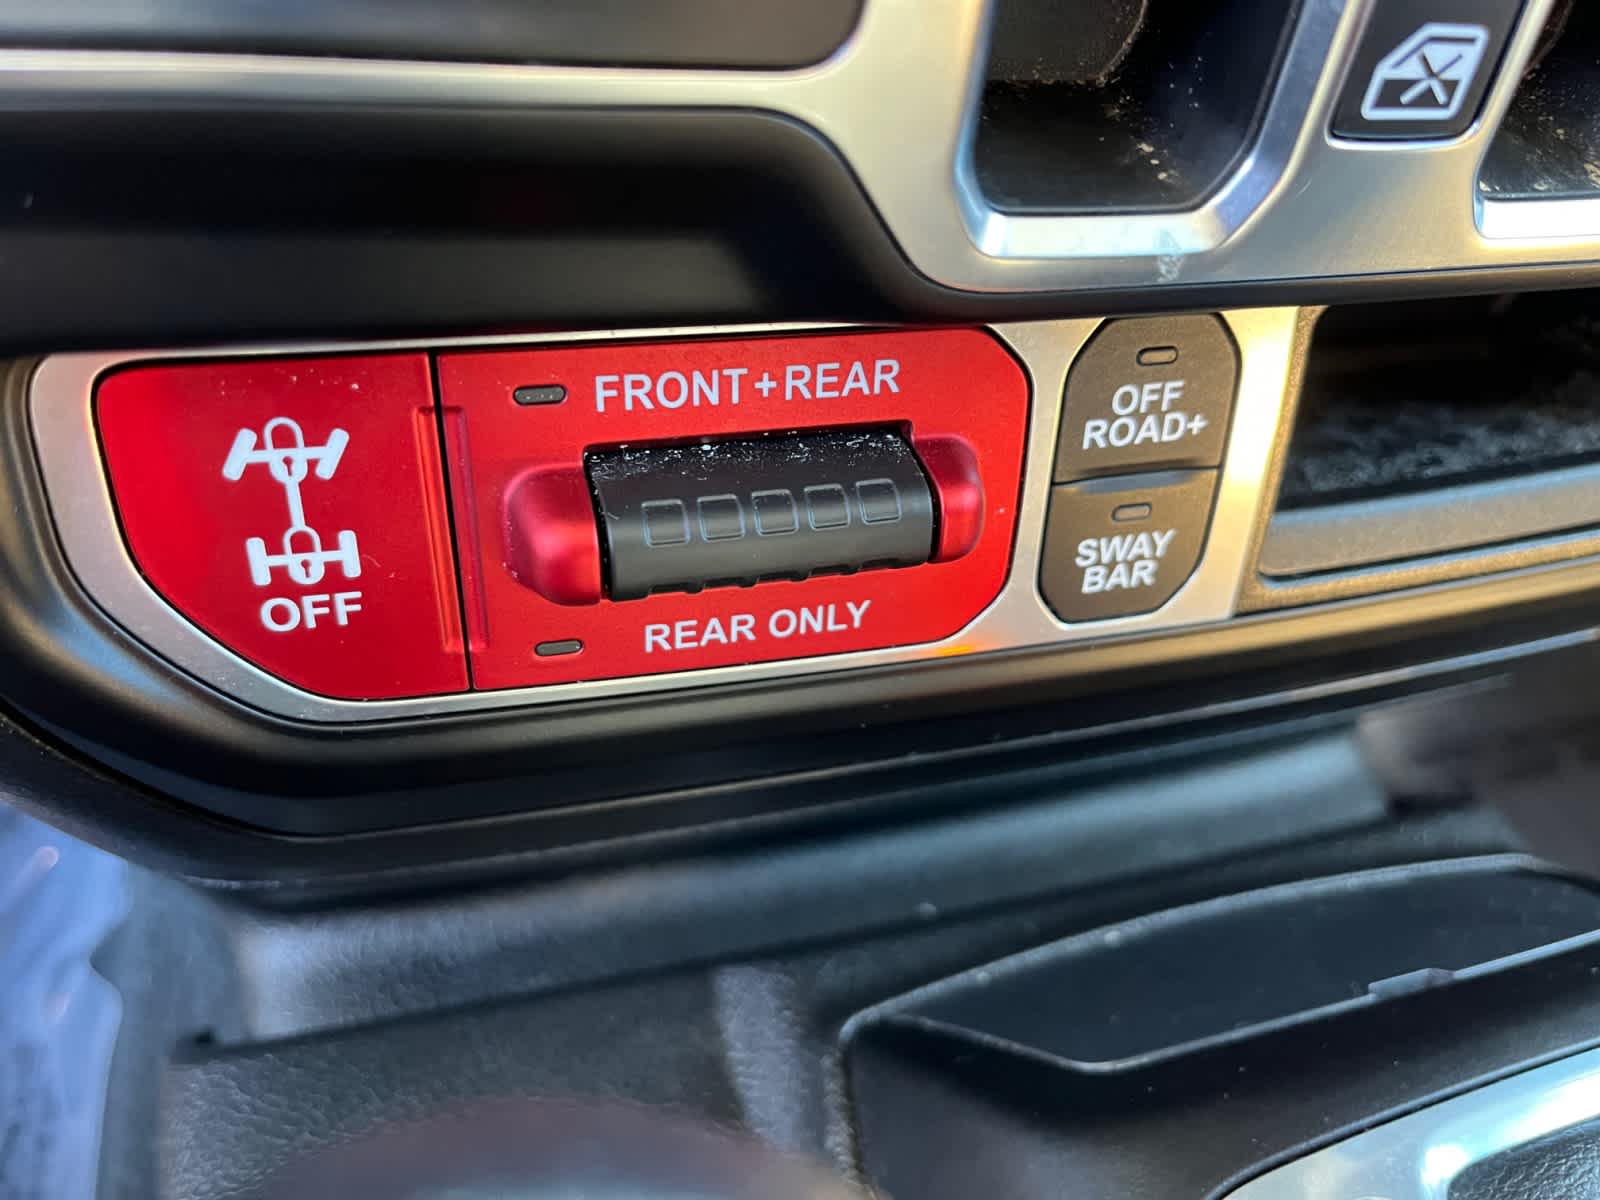 FRONT+REAR
OFF
REAR ONLY
OFF
ROAD+
SWAY
BAR